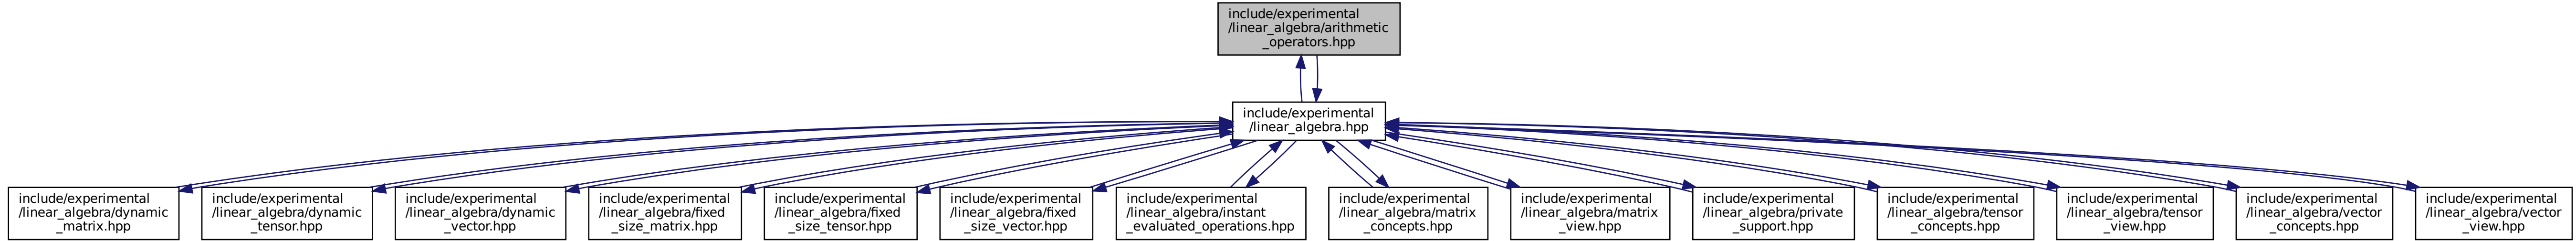 include/experimental
/linear_algebra/arithmetic
_operators.hpp
include/experimental
/linear_algebra.hpp
include/experimental
/linear_algebra/dynamic
_matrix.hpp
include/experimental
/linear_algebra/dynamic
_tensor.hpp
include/experimental
/linear_algebra/dynamic
_vector.hpp
include/experimental
/linear_algebra/fixed
_size_matrix.hpp
include/experimental
/linear_algebra/fixed
_size_tensor.hpp
include/experimental
/linear_algebra/fixed
_size_vector.hpp
include/experimental
/linear_algebra/instant
_evaluated_operations.hpp
include/experimental
/linear_algebra/matrix
_concepts.hpp
include/experimental
/linear_algebra/matrix
_view.hpp
include/experimental
/linear_algebra/private
_support.hpp
include/experimental
/linear_algebra/tensor
_concepts.hpp
include/experimental
/linear_algebra/tensor
_view.hpp
include/experimental
/linear_algebra/vector
_concepts.hpp
include/experimental
/linear_algebra/vector
_view.hpp